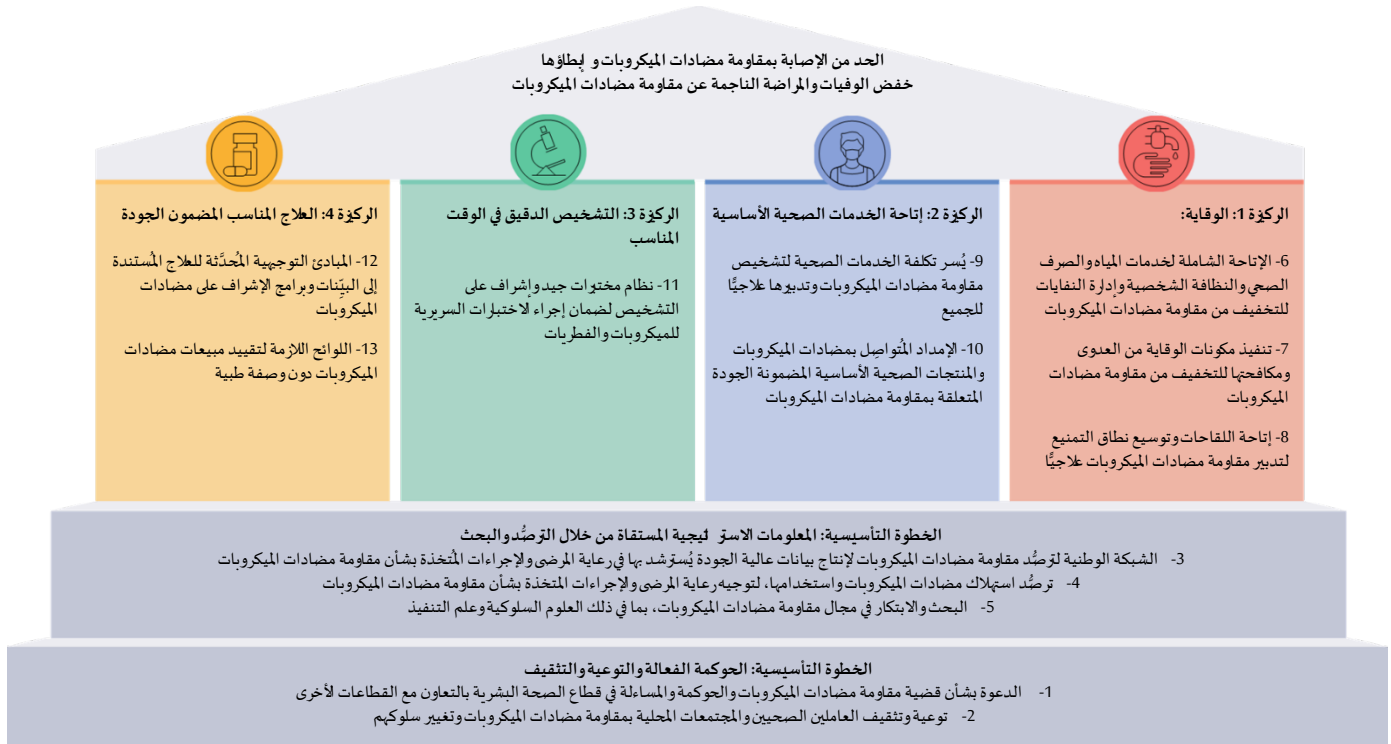 الحد من الإصابة بمقاومة مضادات الميكروبات و إبطاؤها
خفض الوفيات والمراضة الناجمة عن مقاومة مضادات الميكروبات
الركيزة 1: الوقاية:
6- الإتاحة الشاملة لخدمات المياه والصرف
الصحي والنظافة الشخصية وإدارة النفايات
للتخفيف من مقاومة مضادات الميكروبات
7- تنفيذ مكونات الوقاية من العدوى
ومكافحتها للتخفيف من مقاومة مضادات
الميكروبات
8- إتاحة اللقاحات وتوسيع نطاق التمنيع
لتدبير مقاومة مضادات الميكروبات علاجيًّا
الركيزة 2: إتاحة الخدمات الصحية الأساسية
9- يُسر تكلفة الخدمات الصحية لتشخيص
مقاومة مضادات الميكروبات وتدبيرها علاجيًّا
للجميع
10- الإمداد المُتواصِل بمضادات الميكروبات
والمنتجات الصحية الأساسية المضمونة الجودة
المتعلقة بمقاومة مضادات الميكروبات
الركيزة 3: التشخيص الدقيق في الوقت
المناسب
11- نظام مختبرات جيد وإشراف على
التشخيص لضمان إجراء الاختبارات السريرية
للميكروبات والفطريات
الركيزة 4: العلاج المناسب المضمون الجودة
12- المبادئ التوجيهية المُحدَّثة للعلاج المُستندة
إلى البيِّنات وبرامج الإشراف على مضادات
الميكروبات
13- اللوائح اللازمة لتقييد مبيعات مضادات
الميكروبات دون وصفة طبية
الخطوة التأسيسية: المعلومات الاستر تيجية المستقاة من خلال الترصُّد والبحث
3- الشبكة الوطنية لترصُّد مقاومة مضادات الميكروبات لإنتاج بيانات عالية الجودة يُسترشد بها في رعاية المرضى والإجراءات المُتخذة بشأن مقاومة مضادات الميكروبات
4- ترصُّد استهلاك مضادات الميكروبات واستخدامها، لتوجيه رعاية المرضى والإجراءات المتخذة بشأن مقاومة مضادات الميكروبات
5- البحث والابتكار في مجال مقاومة مضادات الميكروبات، بما في ذلك العلوم السلوكية وعلم التنفيذ
الخطوة التأسيسية: الحوكمة الفعالة والتوعية والتثقيف
1- الدعوة بشأن قضية مقاومة مضادات الميكروبات والحوكمة والمساءلة في قطاع الصحة البشرية بالتعاون مع القطاعات لأخرى
2- توعية وتثقيف العاملين الصحيين والمجتمعات المحلية بمقاومة مضادات الميكروبات وتغيير سلوكهم